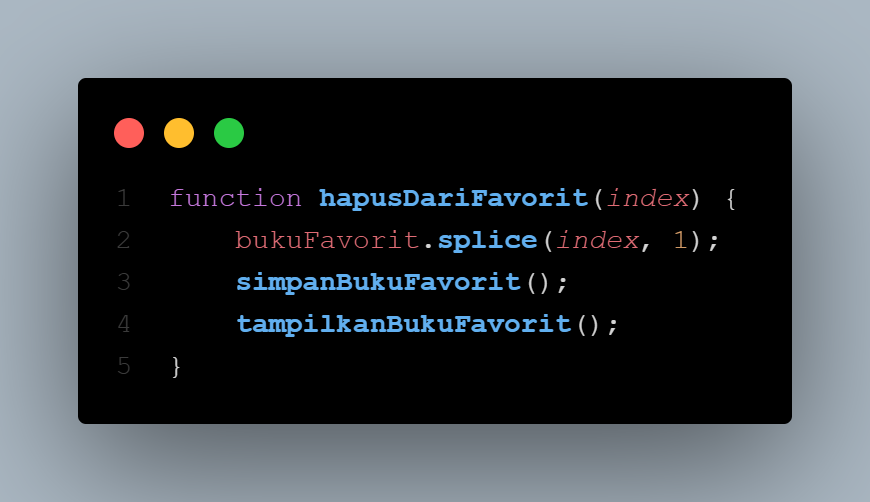 1 function hapusDariFavorit(index) {
2     bukuFavorit.splice(index, 1);
3     simpanBukuFavorit();
4     tampilkanBukuFavorit();
5 }